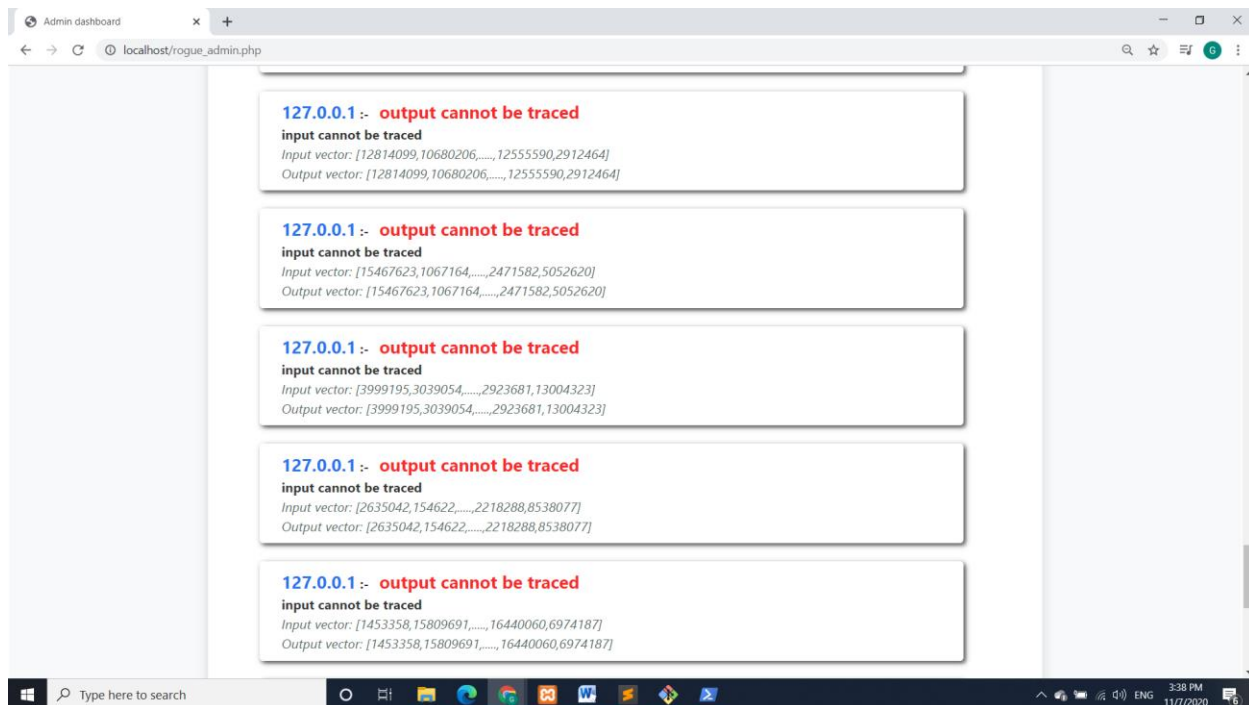 Admin dashboard
localhost/rogue_admin.php
G
127.0.0.1 :- output cannot be traced
input cannot be traced
Input vector: [12814099,10680206,.....,12555590,2912464]
Output vector: [12814099,10680206,.....,12555590,2912464]
127.0.0.1 :- output cannot be traced
input cannot be traced
Input vector: [15467623,1067164,.....,2471582,5052620]
Output vector: [15467623,1067164,.....,2471582,5052620]
127.0.0.1 :- output cannot be traced
input cannot be traced
Input vector: [3999195,3039054,.....,2923681,13004323]
Output vector: [3999195,3039054,.....,2923681,13004323]
127.0.0.1 :- output cannot be traced
input cannot be traced
Input vector: [2635042,154622,.....,2218288,8538077]
Output vector: [2635042,154622,.....,2218288,8538077]
127.0.0.1 :- output cannot be traced
input cannot be traced
Input vector: [1453358,15809691,.....,16440060,6974187]
Output vector: [1453358,15809691,.....,16440060,6974187]
Type here to search
ENG
3:38 PM
11/7/2020
6